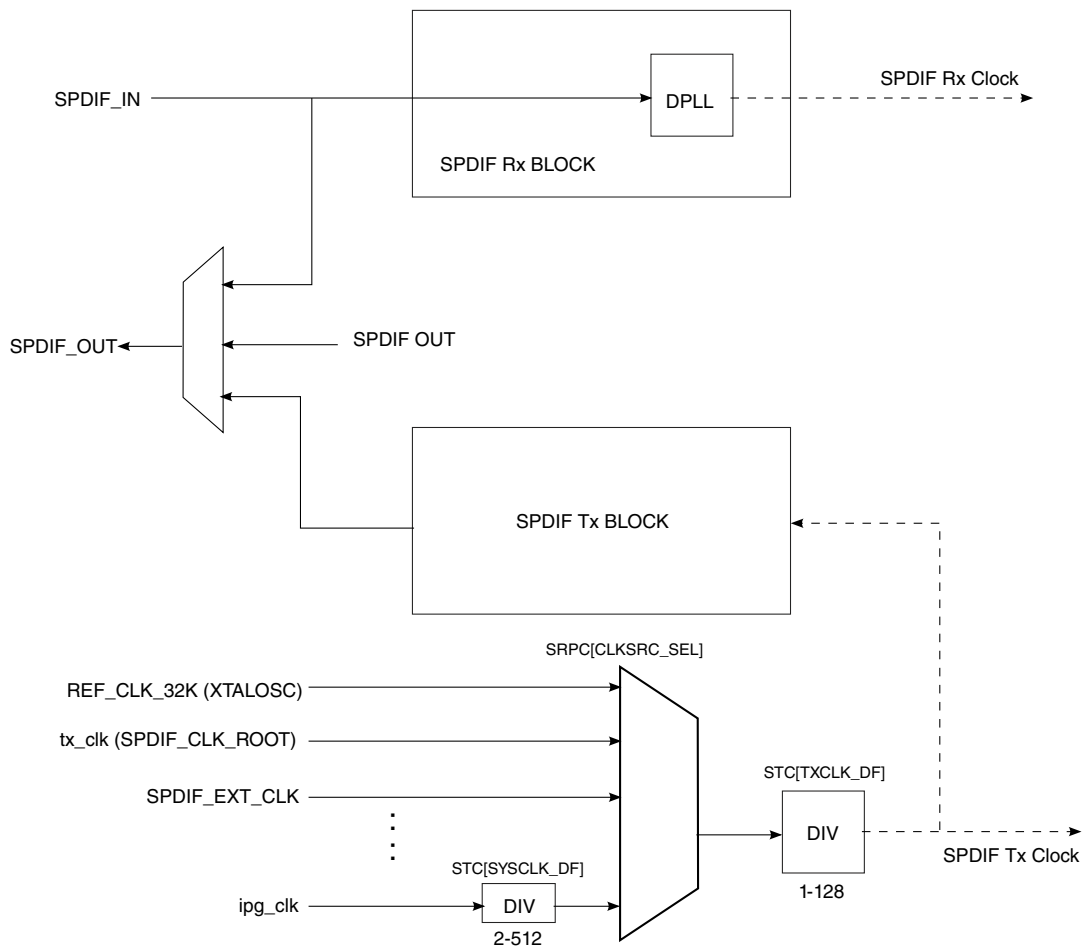 SPDIF_IN
DPLL
SPDIF Rx Clock
SPDIF Rx BLOCK
SPDIF_OUT
SPDIF OUT
SPDIF Tx BLOCK
SRPC[CLKSRC_SEL]
REF_CLK_32K (XTALOSC)
tx_clk (SPDIF_CLK_ROOT)
SPDIF_EXT_CLK
STC[TXCLK_DF]
DIV
1-128
SPDIF Tx Clock
STC[SYSCLK_DF]
ipg_clk
DIV
2-512